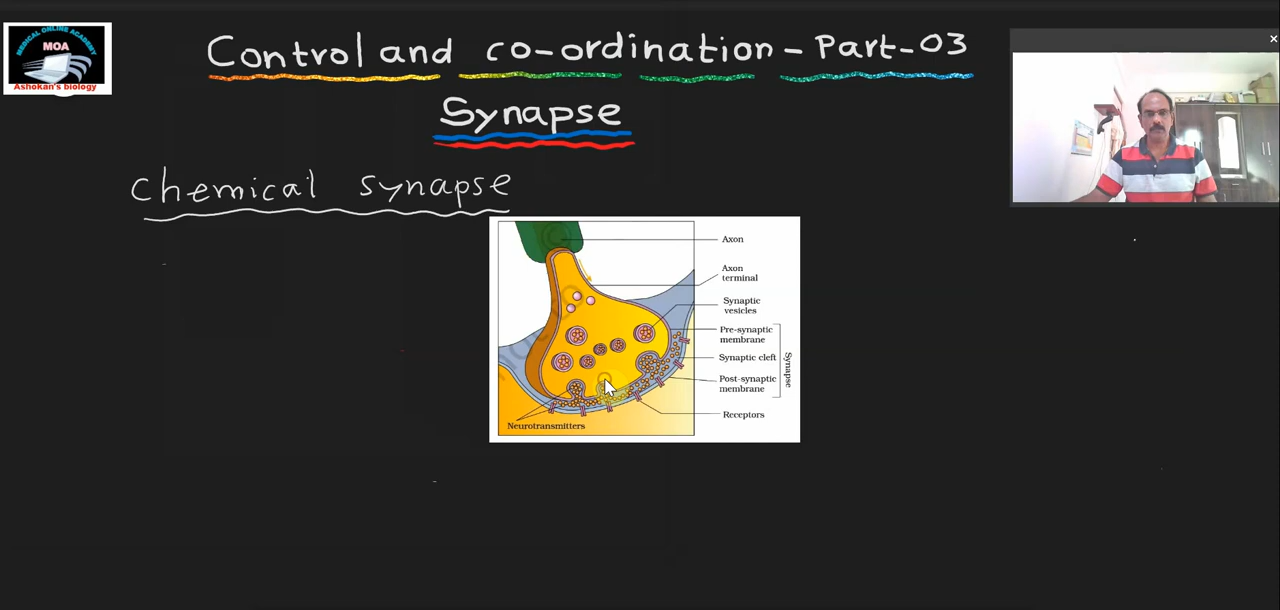 MEDICAL ONLINE ACADEMY
MOA
Ashokan's biology
Control and co-ordination - Part-03
Synapse
Chemical synapse
Axon
Axon
terminal
Synaptic
vesicles
Pre-synaptic
membrane
Synaptic cleft
Post-synaptic
membrane
Synapse
Receptors
Neurotransmitters